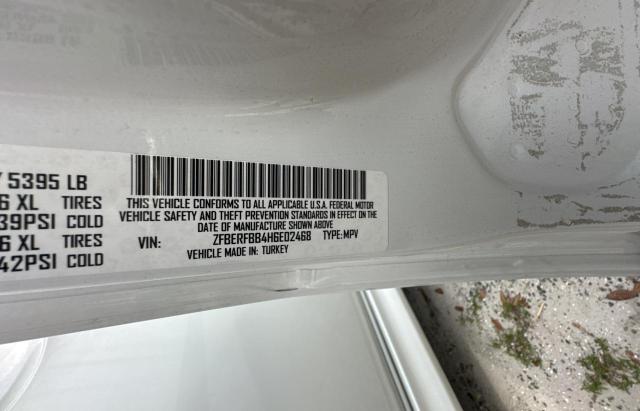 5395 LB
6 XL TIRES
39PSI COLD
6 XL TIRES
42PSI COLD
THIS VEHICLE CONFORMS TO ALL APPLICABLE U.S.A. FEDERAL MOTOR
VEHICLE SAFETY AND THEFT PREVENTION STANDARDS IN EFFECT ON THE
DATE OF MANUFACTURE SHOWN ABOVE
VIN: ZFBERFBB4H6E02468 TYPE:MPV
VEHICLE MADE IN: TURKEY